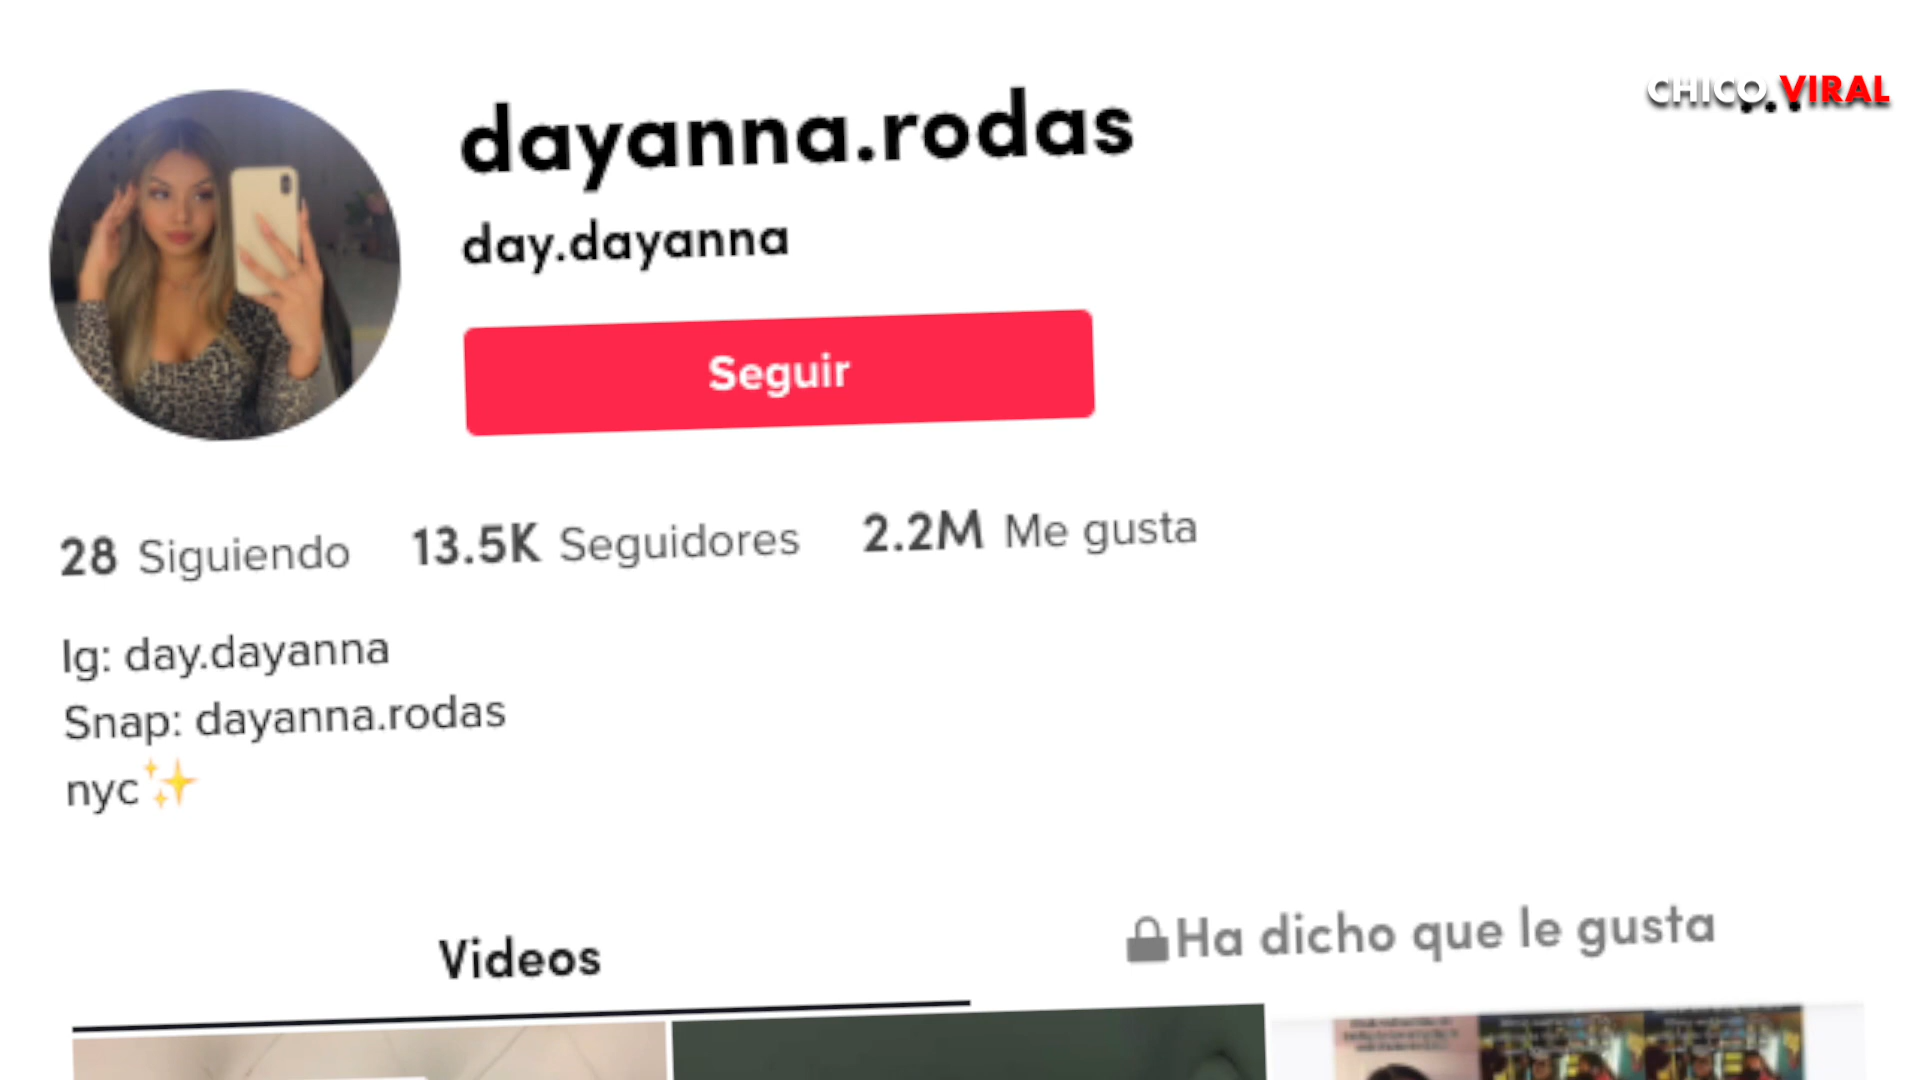 CHICO VIRAL
dayanna.rodas
day.dayanna
Seguir
28 Siguiendo 13.5K Seguidores 2.2M Me gusta
Ig: day.dayanna
Snap: dayanna.rodas
nyc✨
Videos
Ha dicho que le gusta